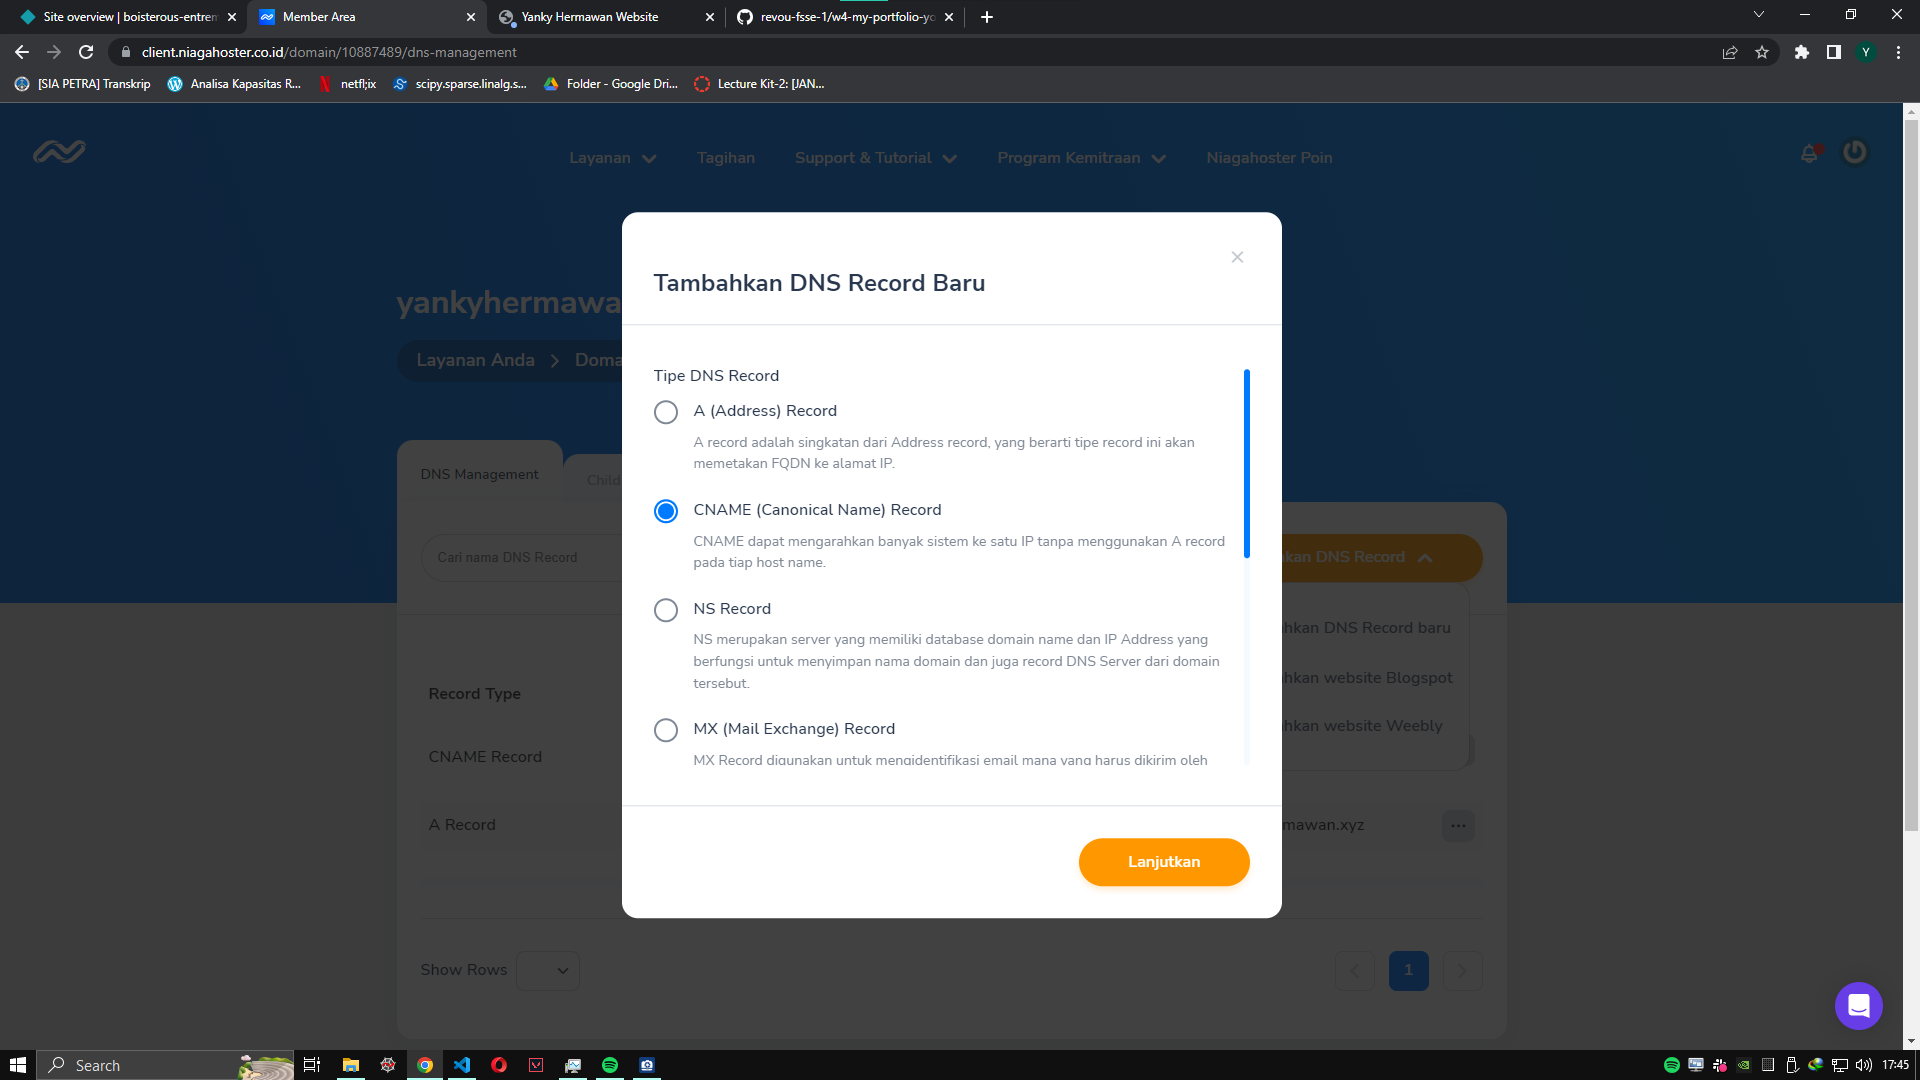 Site overview | boisterous-entrem
Member Area
Yanky Hermawan Website
revou-fsse-1/w4-my-portfolio-yo
client.niagahoster.co.id/domain/10887489/dns-management
Y
[SIA PETRA] Transkrip
Analisa Kapasitas R...
netfl;ix
scipy.sparse.linalg.s...
Folder - Google Dri...
Lecture Kit-2: [JAN...
Layanan
Tagihan
Support & Tutorial
Program Kemitraan
Niagahoster Poin
yankyhermawa
Layanan Anda > Doma
DNS Management
Child
Cari nama DNS Record
kan DNS Record
hkan DNS Record baru
hkan website Blogspot
hkan website Weebly
Record Type
CNAME Record
A Record
mawan.xyz
Show Rows
1
Tambahkan DNS Record Baru
Tipe DNS Record
A (Address) Record
A record adalah singkatan dari Address record, yang berarti tipe record ini akan
memetakan FQDN ke alamat IP.
CNAME (Canonical Name) Record
CNAME dapat mengarahkan banyak sistem ke satu IP tanpa menggunakan A record
pada tiap host name.
NS Record
NS merupakan server yang memiliki database domain name dan IP Address yang
berfungsi untuk menyimpan nama domain dan juga record DNS Server dari domain
tersebut.
MX (Mail Exchange) Record
MX Record digunakan untuk mengidentifikasi email mana yang harus dikirim oleh
Lanjutkan
Search
17:45